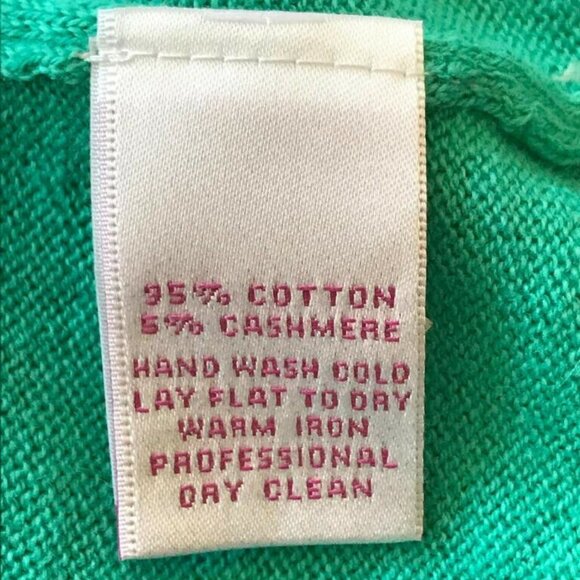 95% COTTON
5% CASHMERE
HAND WASH COLD
LAY FLAT TO DRY
WARM IRON
PROFESSIONAL
DRY CLEAN